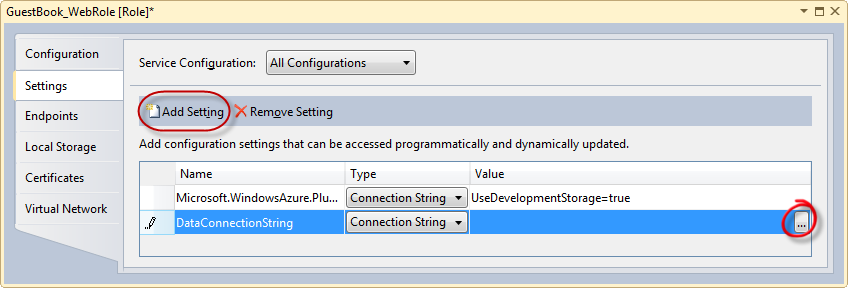 GuestBook_WebRole [Role]*
Configuration
Settings
Endpoints
Local Storage
Certificates
Virtual Network
Service Configuration: All Configurations
Add Setting Remove Setting
Add configuration settings that can be accessed programmatically and dynamically updated.
Name Type Value
Microsoft.WindowsAzure.Plu... Connection String UseDevelopmentStorage=true
DataConnectionString Connection String ...